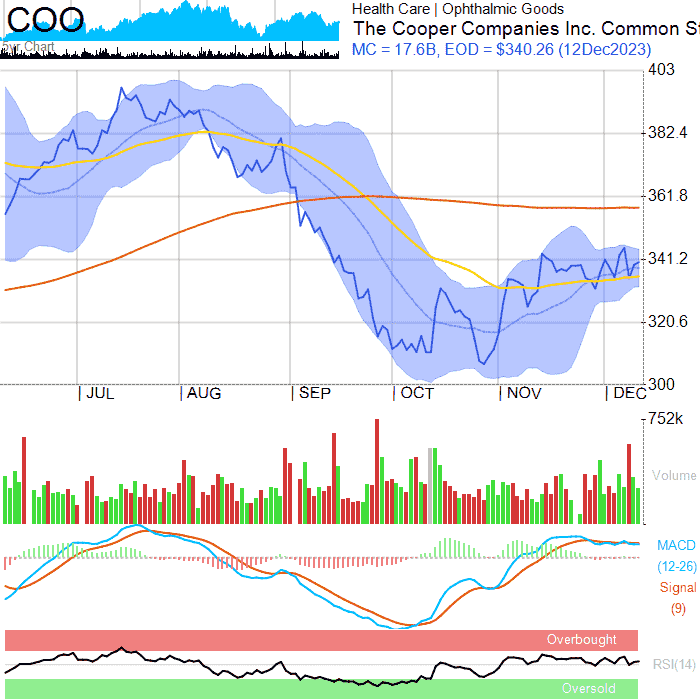 COO
5yr Chart
Health Care | Ophthalmic Goods
The Cooper Companies Inc. Common St
MC = 17.6B, EOD = $340.26 (12Dec2023)
403
382.4
361.8
341.2
320.6
300
| JUL | AUG | SEP | OCT | NOV | DEC
752k
Volume
MACD
(12-26)
Signal
(9)
Overbought
RSI(14)
Oversold